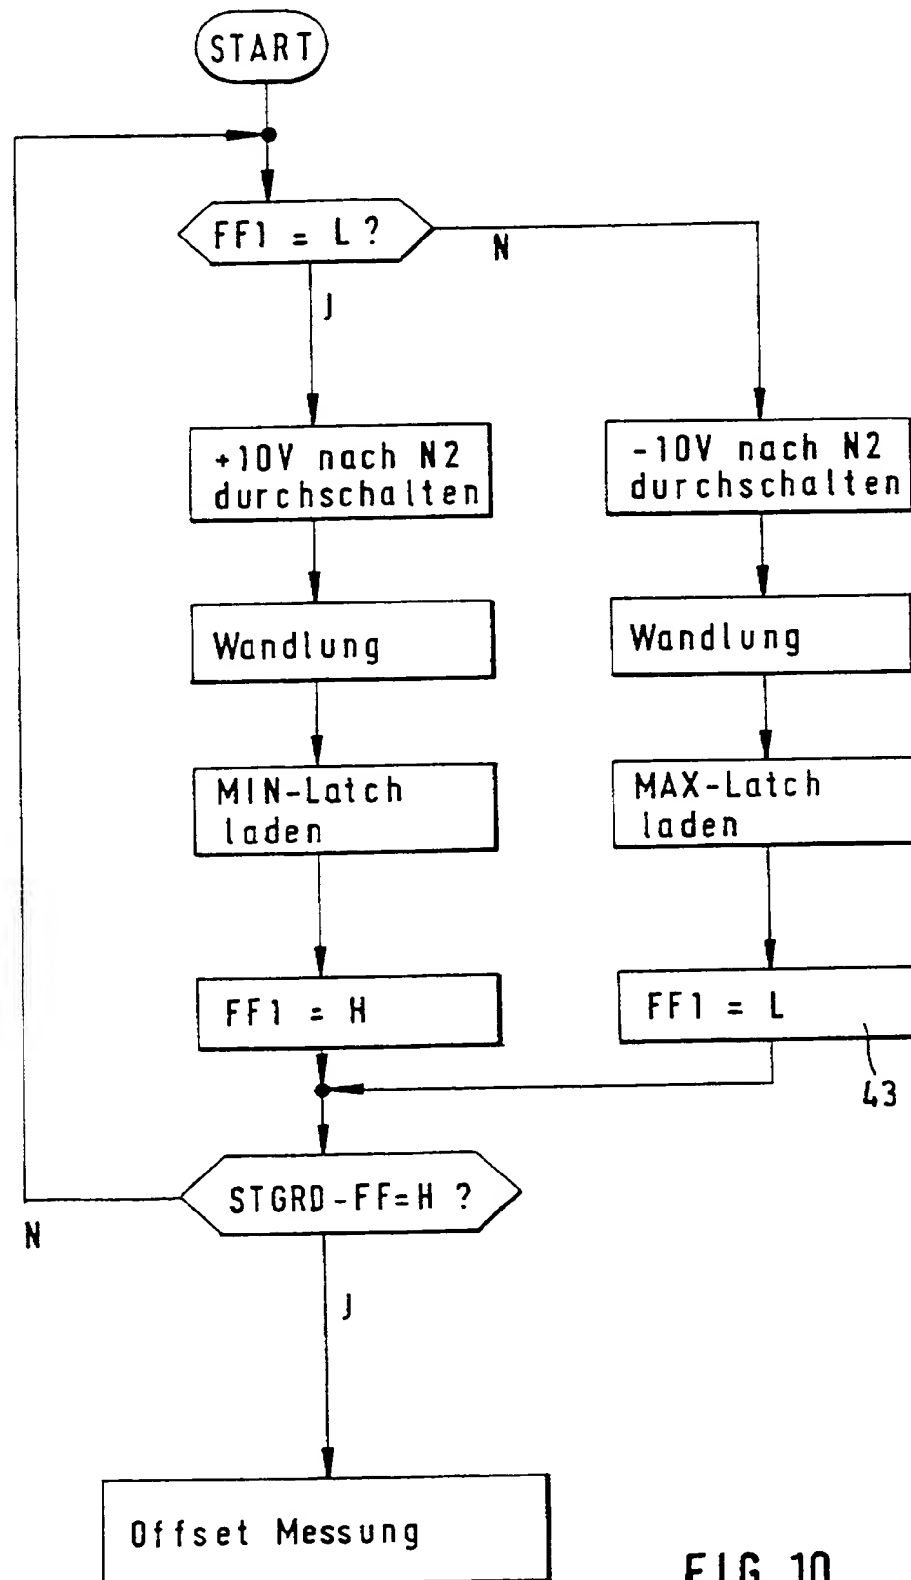 START
FF1 = L ?
N
J
+10V nach N2
durchschalten
-10V nach N2
durchschalten
Wandlung
Wandlung
MIN-Latch
laden
MAX-Latch
laden
FF1 = H
FF1 = L
43
STGRD-FF=H ?
N
J
Offset Messung
FIG 10